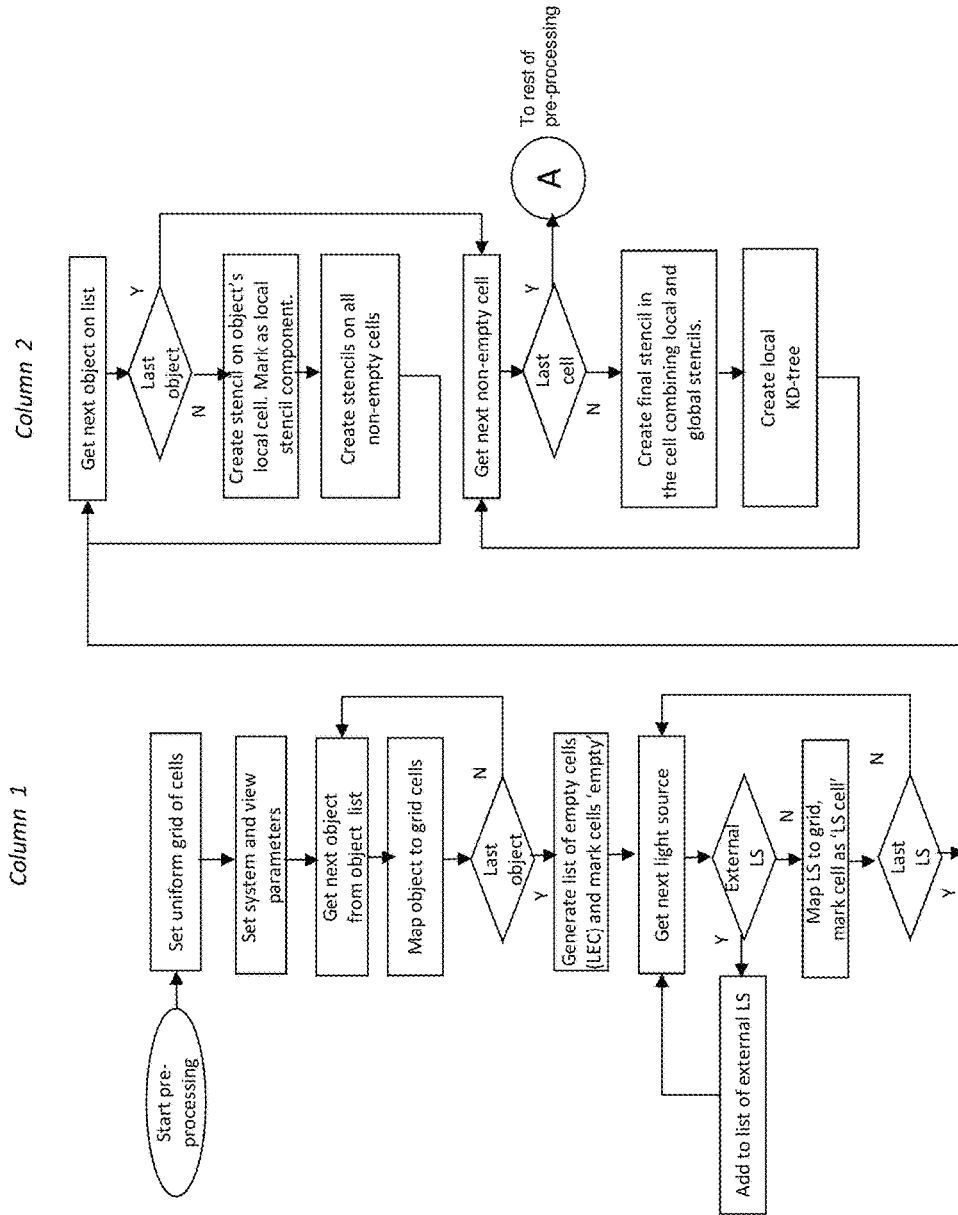 Column 1
Start pre-
processing
Set uniform grid of cells
Set system and view
parameters
Get next object
from object list
Map object to grid cells
Last
object
N
Y
Generate list of empty cells
(LEC) and mark cells 'empty'
Get next light source
External
LS
Y
N
Add to list of external LS
Map LS to grid,
mark cell as 'LS cell'
Last
LS
N
Y
Column 2
Get next object on list
Last
object
Y
N
Create stencil on object's
local cell. Mark as local
stencil component.
Create stencils on all
non-empty cells
Get next non-empty cell
Last
cell
Y
N
A
To rest of
pre-processing
Create final stencil in
the cell combining local and
global stencils.
Create local
KD-tree